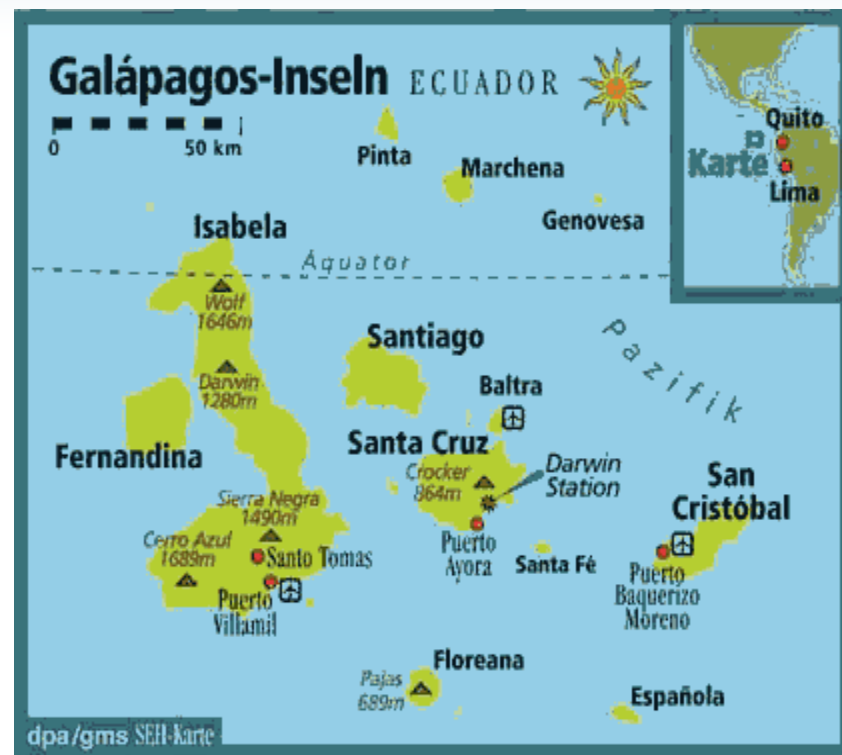 Galápagos-Inseln ECUADOR
0 50 km
Quito
Karte
Lima
Pinta
Marchena
Genovesa
Isabela
Äquator
Wolf
1646m
Pazifik
Santiago
Darwin
1280m
Baltra
Fernandina
Santa Cruz
Crocker
864m
Darwin
Station
San
Cristóbal
Sierra Negra
1490m
Cerro Azul
1689m
Santo Tomas
Puerto
Ayora
Santa Fé
Puerto
Villamil
Puerto
Baquerizo
Moreno
Floreana
Pajas
689m
Española
dpa/gms SEH-Karte